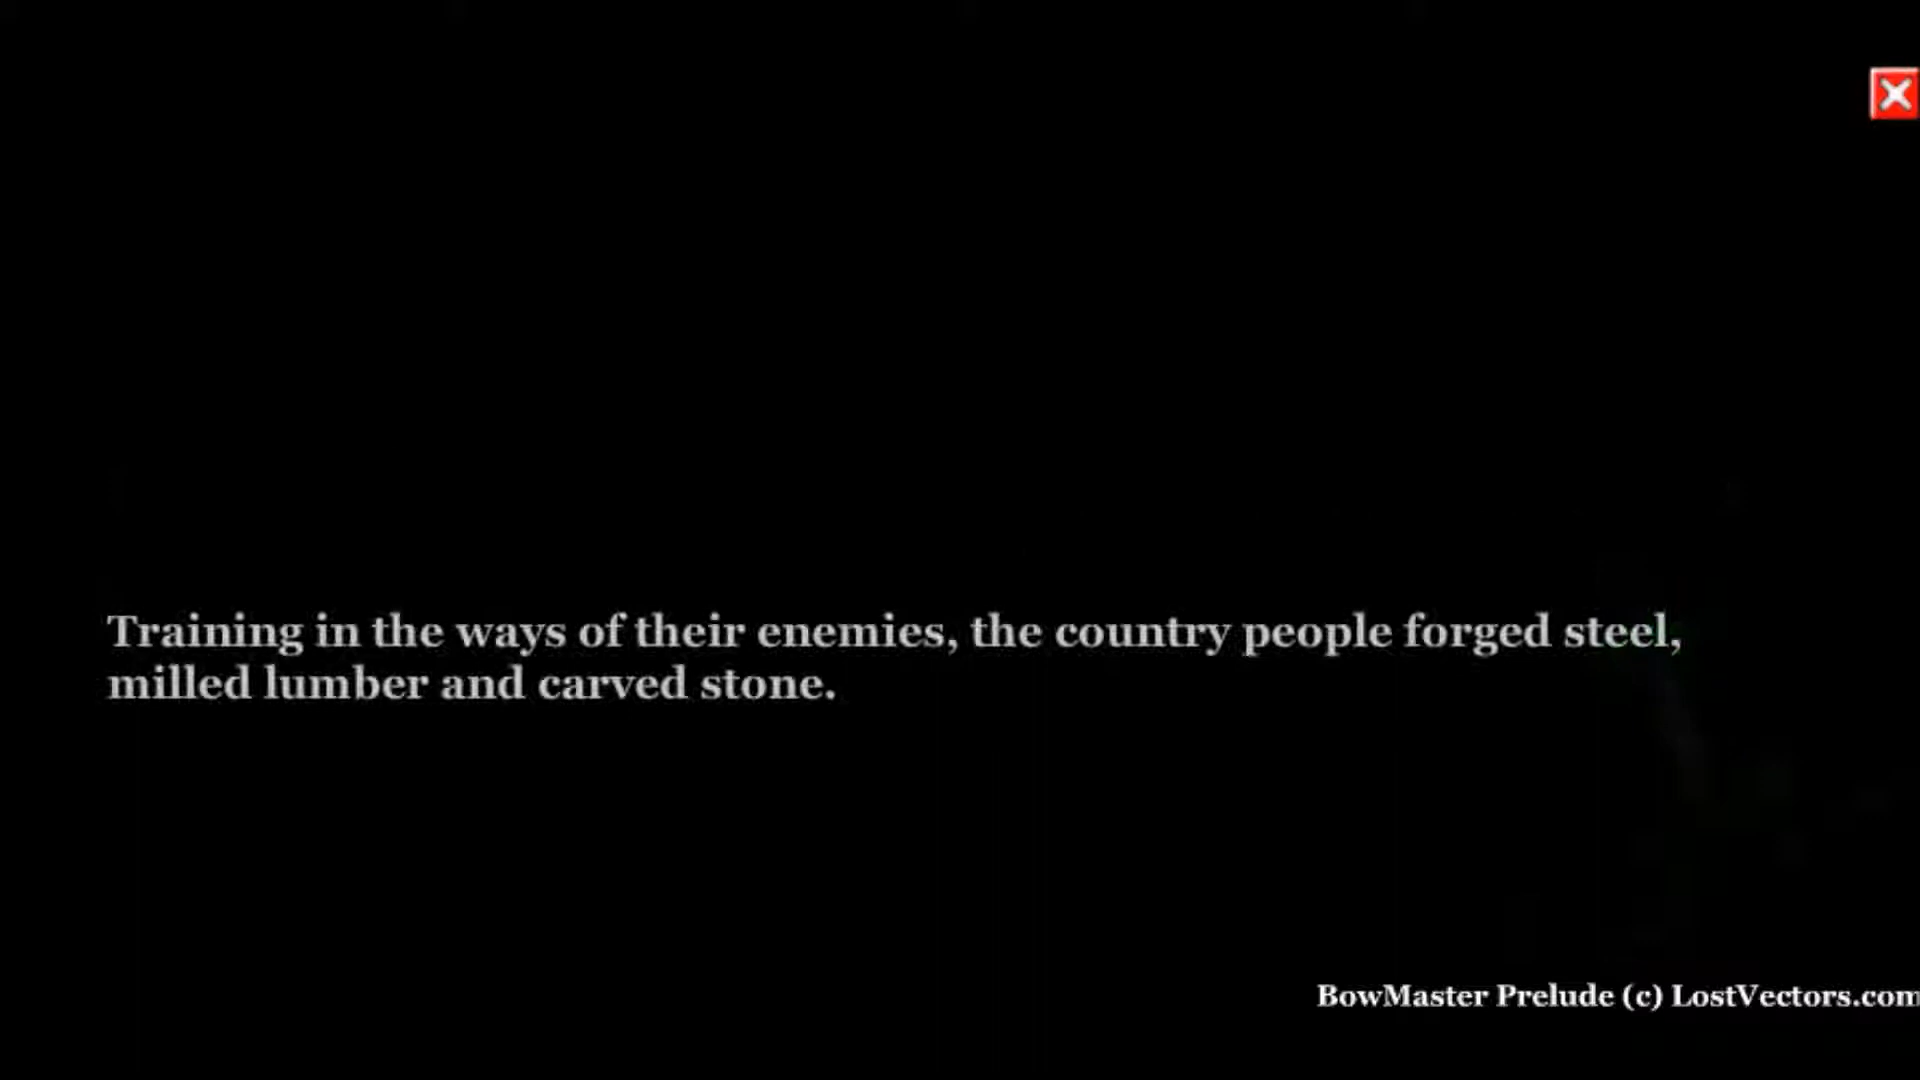 Training in the ways of their enemies, the country people forged steel,
milled lumber and carved stone.
BowMaster Prelude (c) LostVectors.com